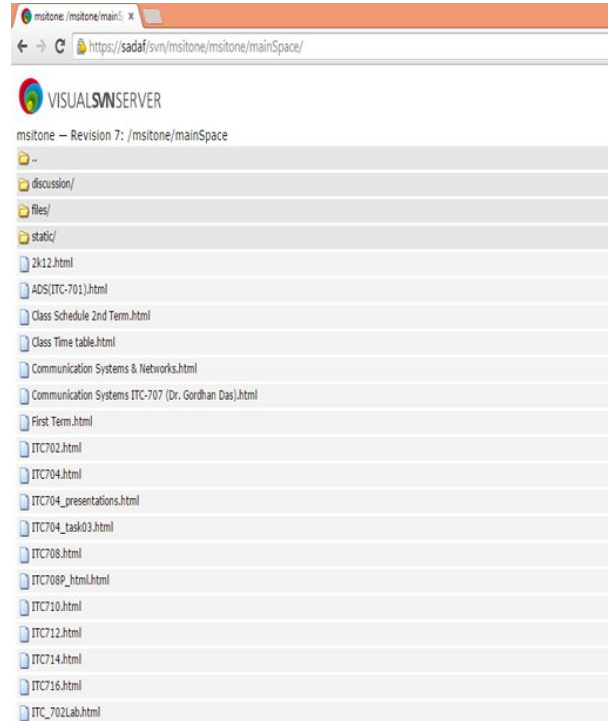 msitone: /msitone/mainS
https://sadaf/svn/msitone/msitone/mainSpace/
VISUALSVNSERVER
msitone — Revision 7: /msitone/mainSpace
..
discussion/
files/
static/
2k12.html
ADS(ITC-701).html
Class Schedule 2nd Term.html
Class Time table.html
Communication Systems & Networks.html
Communication Systems ITC-707 (Dr. Gordhan Das).html
First Term.html
ITC702.html
ITC704.html
ITC704_presentations.html
ITC704_task03.html
ITC708.html
ITC708P_html.html
ITC710.html
ITC712.html
ITC714.html
ITC716.html
ITC_702Lab.html